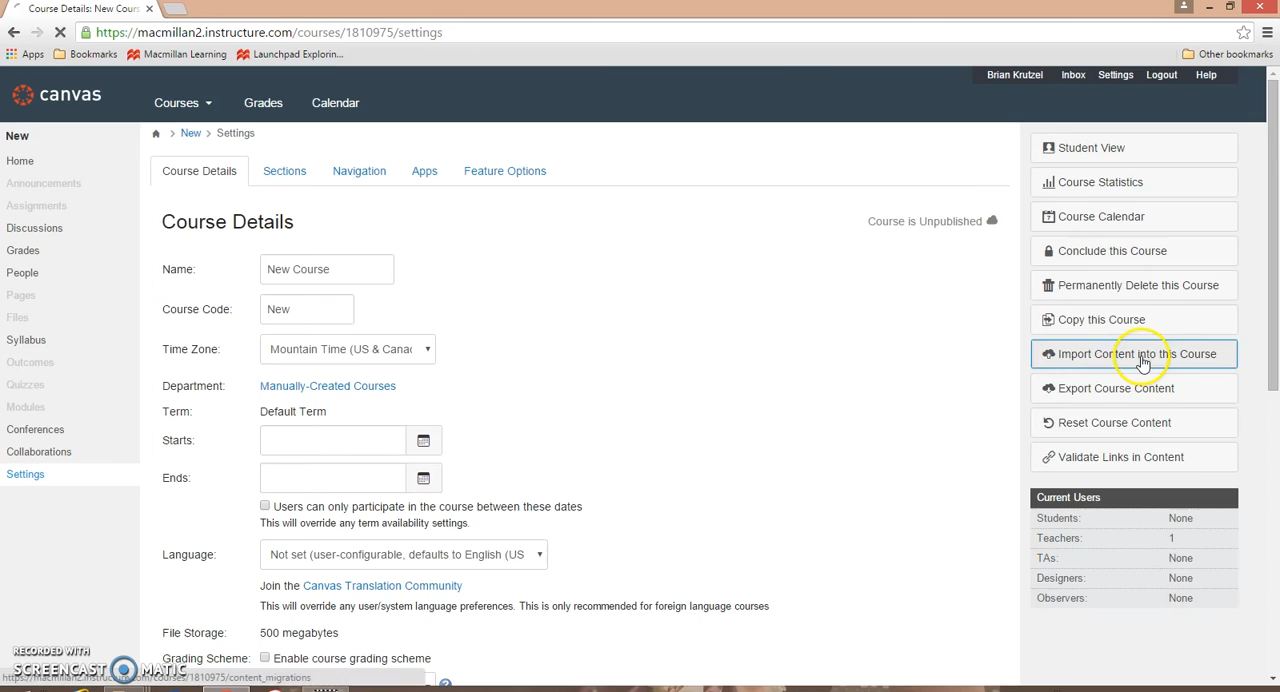 Course Details: New Cours
https://macmillan2.instructure.com/courses/1810975/settings
Apps Bookmarks Macmillan Learning Launchpad Explorin... Other bookmarks
Brian Krutzel Inbox Settings Logout Help
canvas Courses Grades Calendar
New
Home
Announcements
Assignments
Discussions
Grades
People
Pages
Files
Syllabus
Outcomes
Quizzes
Modules
Conferences
Collaborations
Settings
New > Settings
Course Details Sections Navigation Apps Feature Options
Course Details Course is Unpublished
Name: New Course
Course Code: New
Time Zone: Mountain Time (US & Canac
Department: Manually-Created Courses
Term: Default Term
Starts:
Ends:
Users can only participate in the course between these dates
This will override any term availability settings.
Language: Not set (user-configurable, defaults to English (US
Join the Canvas Translation Community
This will override any user/system language preferences. This is only recommended for foreign language courses
File Storage: 500 megabytes
Grading Scheme: Enable course grading scheme
Student View
Course Statistics
Course Calendar
Conclude this Course
Permanently Delete this Course
Copy this Course
Import Content into this Course
Export Course Content
Reset Course Content
Validate Links in Content
Current Users
Students: None
Teachers: 1
TAs: None
Designers: None
Observers: None
RECORDED WITH
SCREENCAST MATIC
https://macmillan2.instructure.com/courses/1810975/content_migrations